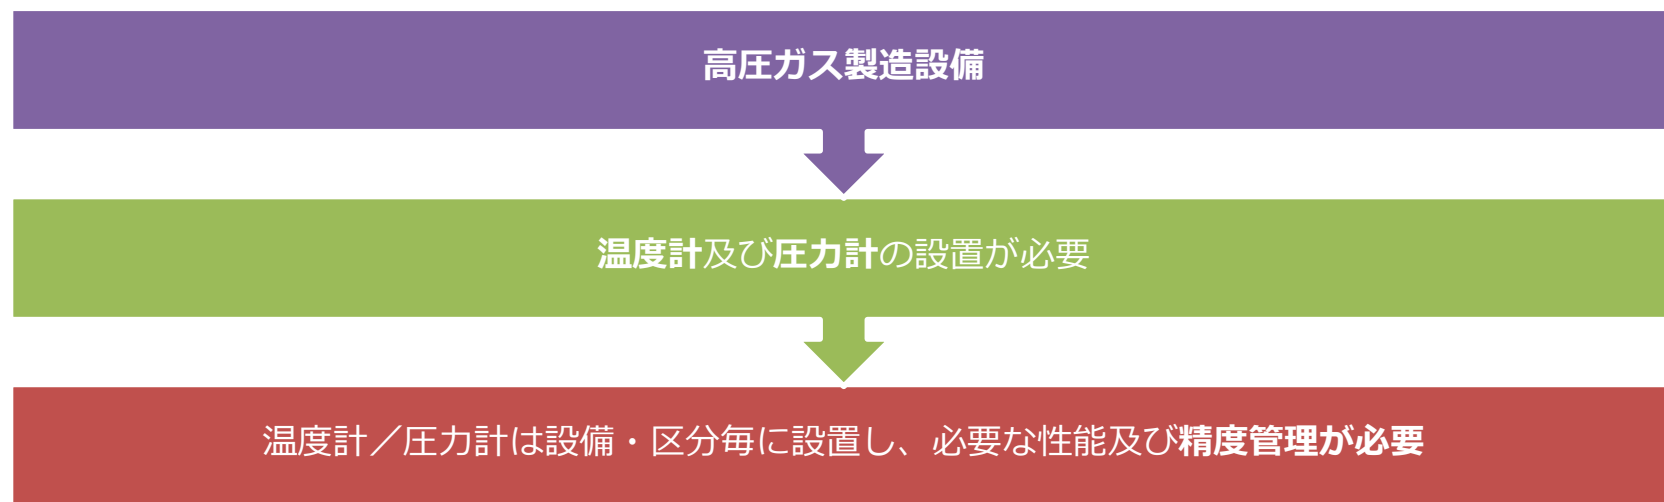 高圧ガス製造設備
温度計及び圧力計の設置が必要
温度計／圧力計は設備・区分毎に設置し、必要な性能及び精度管理が必要